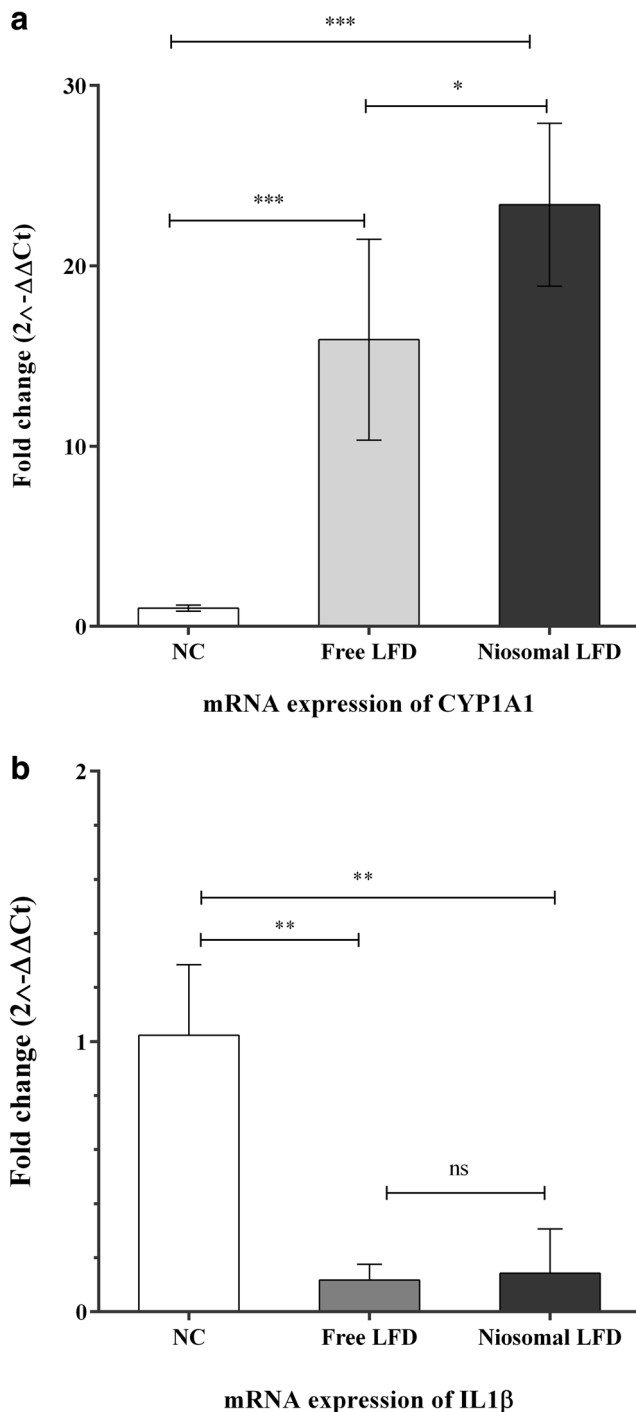 a
***
*
***
30
20
10
0
Fold change (2^-ΔΔCt)
NC Free LFD Niosomal LFD
mRNA expression of CYP1A1
b
2
**
**
1
ns
0
Fold change (2^-ΔΔCt)
NC Free LFD Niosomal LFD
mRNA expression of IL1β